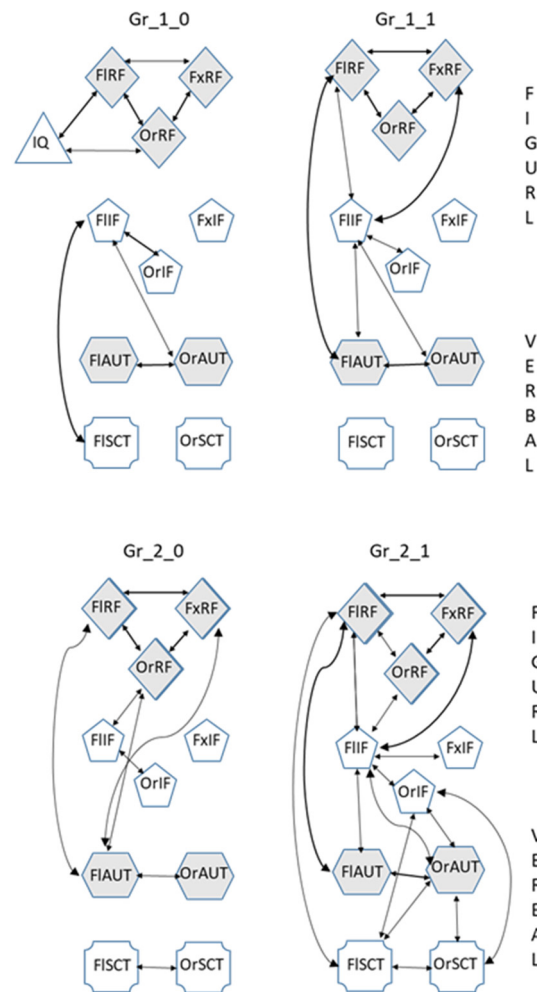 Gr_1_0
Gr_1_1
FlRF
FxRF
OrRF
IQ
FlIF
FxIF
OrIF
FlAUT
OrAUT
FlSCT
OrSCT
FlRF
FxRF
OrRF
FlIF
FxIF
OrIF
FlAUT
OrAUT
FlSCT
OrSCT
F
I
G
U
R
L
V
E
R
B
A
L
Gr_2_0
Gr_2_1
FlRF
FxRF
OrRF
FlIF
FxIF
OrIF
FlAUT
OrAUT
FlSCT
OrSCT
FlRF
FxRF
OrRF
FlIF
FxIF
OrIF
FlAUT
OrAUT
FlSCT
OrSCT